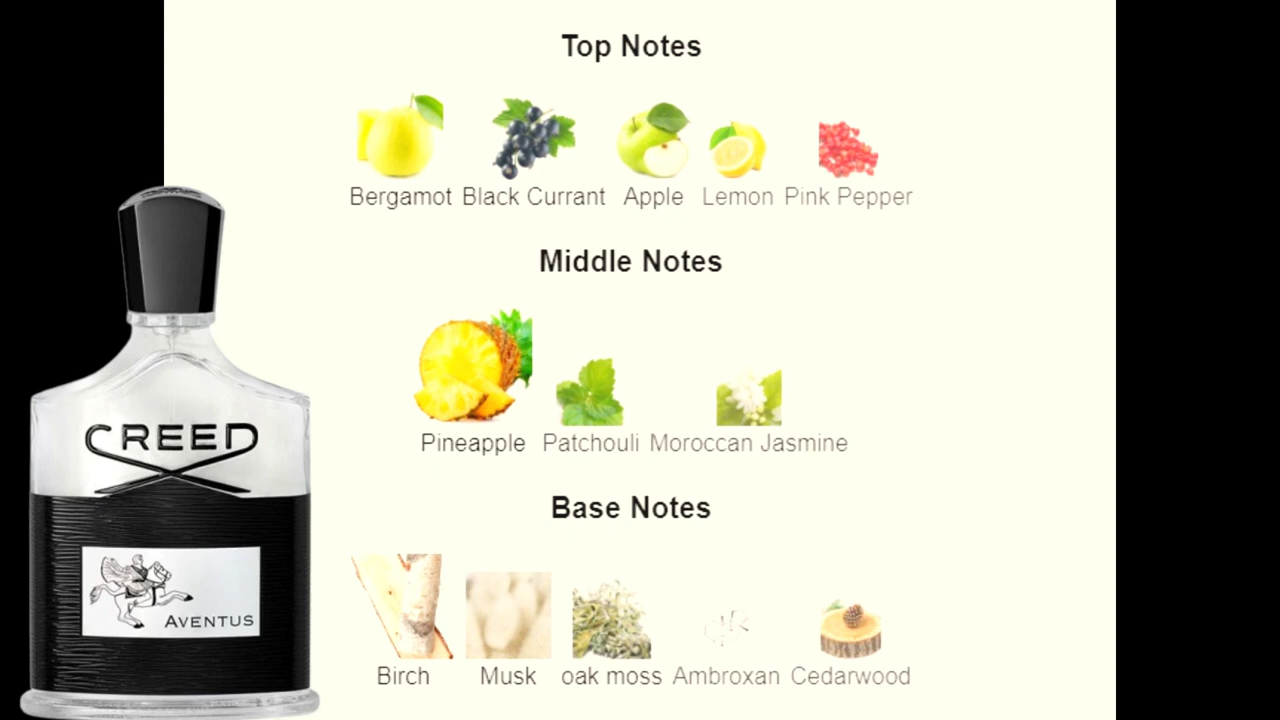 Top Notes
Bergamot Black Currant Apple Lemon Pink Pepper
Middle Notes
Pineapple Patchouli Moroccan Jasmine
Base Notes
Birch Musk oak moss Ambroxan Cedarwood
CREED
AVENTUS